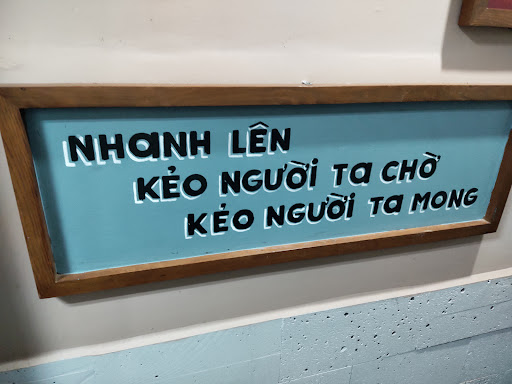 NHANH LÊN
KẺO NGƯỜI TA CHỜ
KẺO NGƯỜI TA MONG